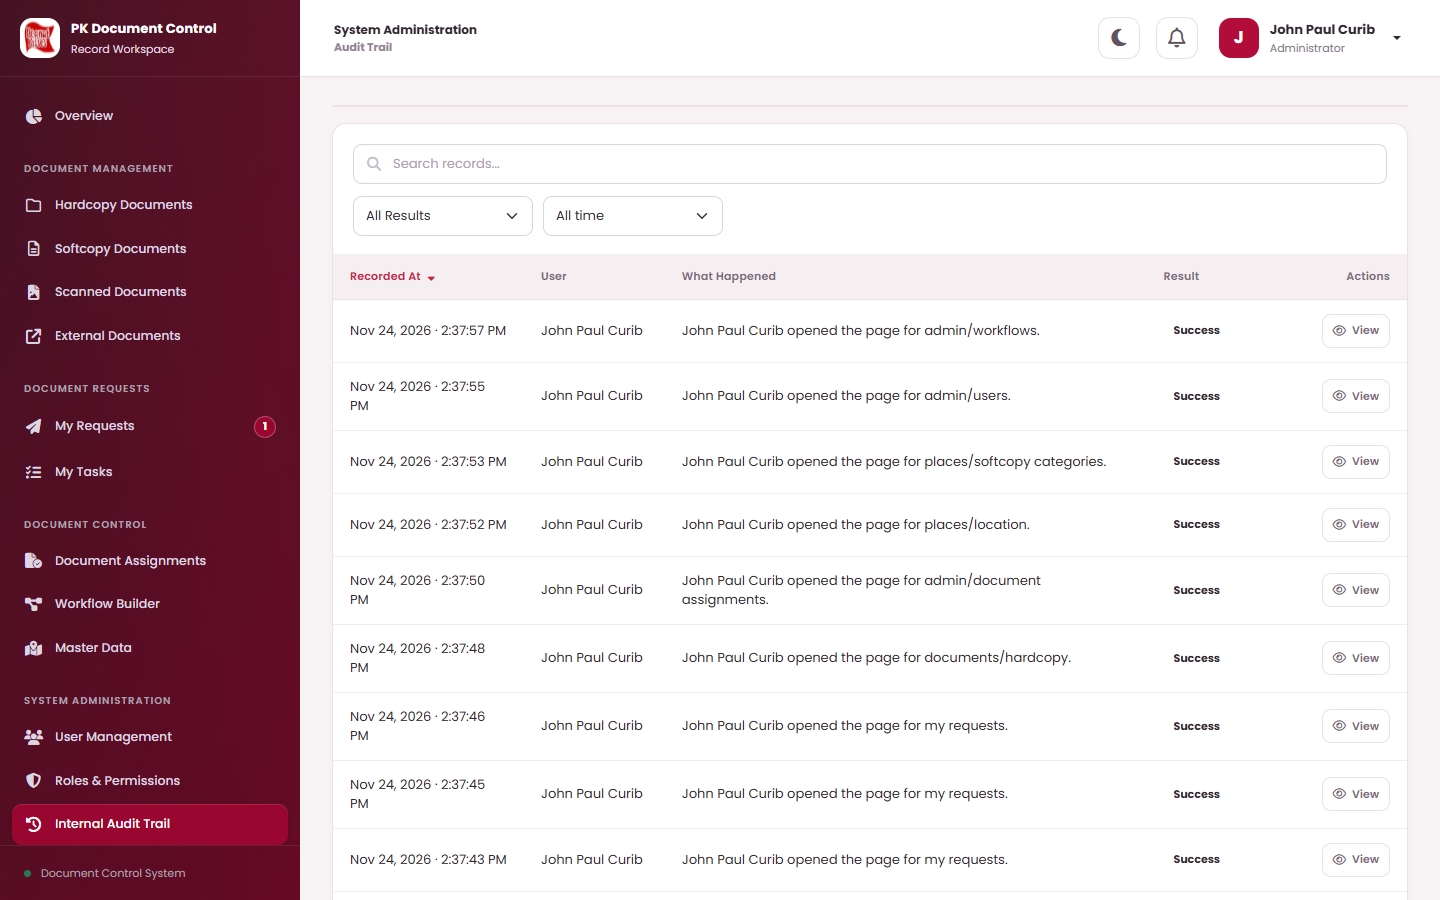 PK Document Control
Record Workspace
Overview
DOCUMENT MANAGEMENT
Hardcopy Documents
Softcopy Documents
Scanned Documents
External Documents
DOCUMENT REQUESTS
My Requests
1
My Tasks
DOCUMENT CONTROL
Document Assignments
Workflow Builder
Master Data
SYSTEM ADMINISTRATION
User Management
Roles & Permissions
Internal Audit Trail
Document Control System
System Administration
Audit Trail
J
John Paul Curib
Administrator
Search records...
All Results
All time
Recorded At
User
What Happened
Result
Actions
Nov 24, 2026 · 2:37:57 PM
John Paul Curib
John Paul Curib opened the page for admin/workflows.
Success
View
Nov 24, 2026 · 2:37:55
PM
John Paul Curib
John Paul Curib opened the page for admin/users.
Success
View
Nov 24, 2026 · 2:37:53 PM
John Paul Curib
John Paul Curib opened the page for places/softcopy categories.
Success
View
Nov 24, 2026 · 2:37:52 PM
John Paul Curib
John Paul Curib opened the page for places/location.
Success
View
Nov 24, 2026 · 2:37:50
PM
John Paul Curib
John Paul Curib opened the page for admin/document
assignments.
Success
View
Nov 24, 2026 · 2:37:48
PM
John Paul Curib
John Paul Curib opened the page for documents/hardcopy.
Success
View
Nov 24, 2026 · 2:37:46
PM
John Paul Curib
John Paul Curib opened the page for my requests.
Success
View
Nov 24, 2026 · 2:37:45
PM
John Paul Curib
John Paul Curib opened the page for my requests.
Success
View
Nov 24, 2026 · 2:37:43 PM
John Paul Curib
John Paul Curib opened the page for my requests.
Success
View